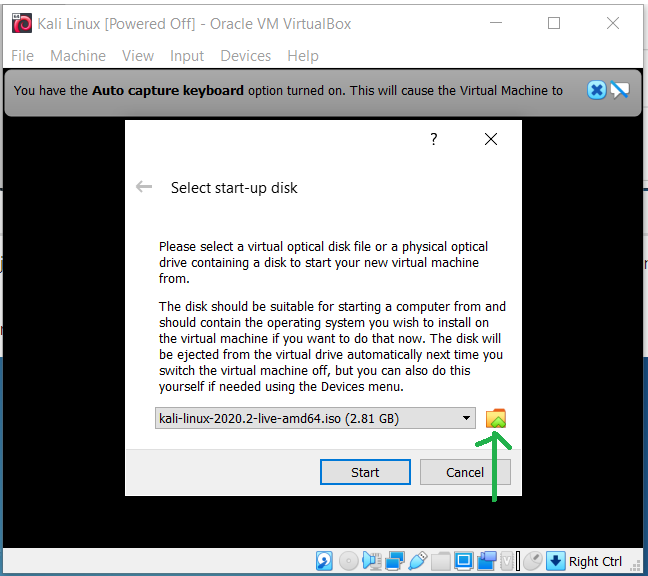 Kali Linux [Powered Off] - Oracle VM VirtualBox
File Machine View Input Devices Help
You have the Auto capture keyboard option turned on. This will cause the Virtual Machine to
?
Select start-up disk
Please select a virtual optical disk file or a physical optical
drive containing a disk to start your new virtual machine
from.
The disk should be suitable for starting a computer from and
should contain the operating system you wish to install on
the virtual machine if you want to do that now. The disk will
be ejected from the virtual drive automatically next time you
switch the virtual machine off, but you can also do this
yourself if needed using the Devices menu.
kali-linux-2020.2-live-amd64.iso (2.81 GB)
Start Cancel
Right Ctrl